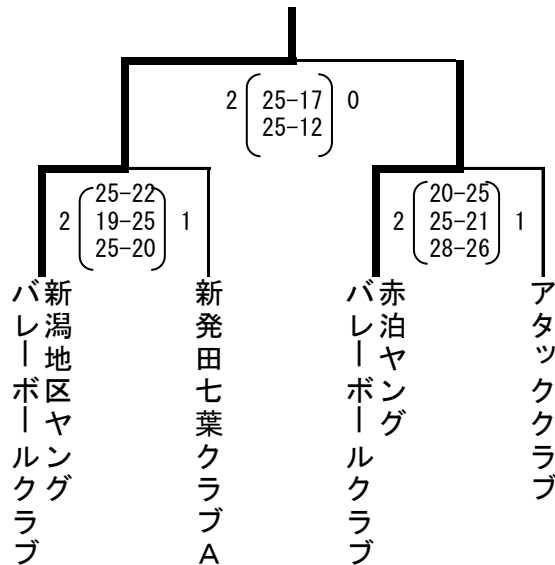 2 25-17 0
25-12
25-22
2 19-25 1
25-20
20-25
2 25-21 1
28-26
新潟地区ヤング
バレーボールクラブ
新発田七葉クラブA
赤泊ヤング
バレーボールクラブ
アタッククラブ